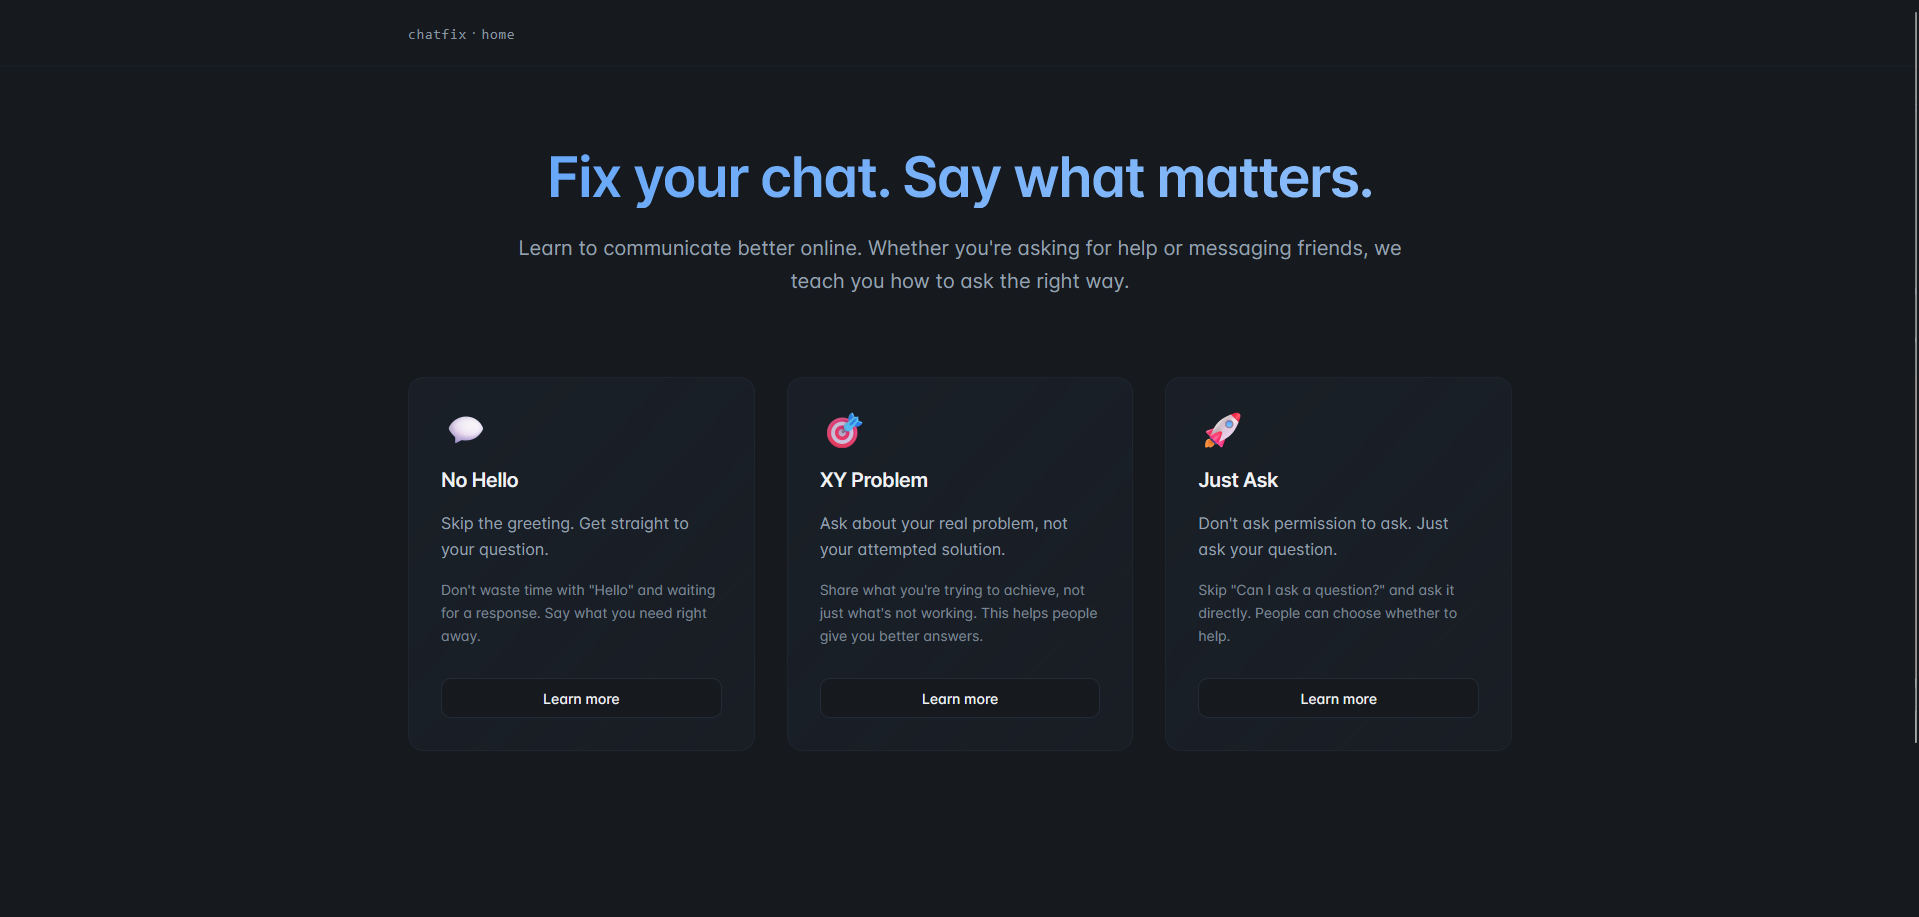 chatfix · home
Fix your chat. Say what matters.
Learn to communicate better online. Whether you're asking for help or messaging friends, we
teach you how to ask the right way.
No Hello
Skip the greeting. Get straight to
your question.
Don't waste time with "Hello" and waiting
for a response. Say what you need right
away.
Learn more
XY Problem
Ask about your real problem, not
your attempted solution.
Share what you're trying to achieve, not
just what's not working. This helps people
give you better answers.
Learn more
Just Ask
Don't ask permission to ask. Just
ask your question.
Skip "Can I ask a question?" and ask it
directly. People can choose whether to
help.
Learn more